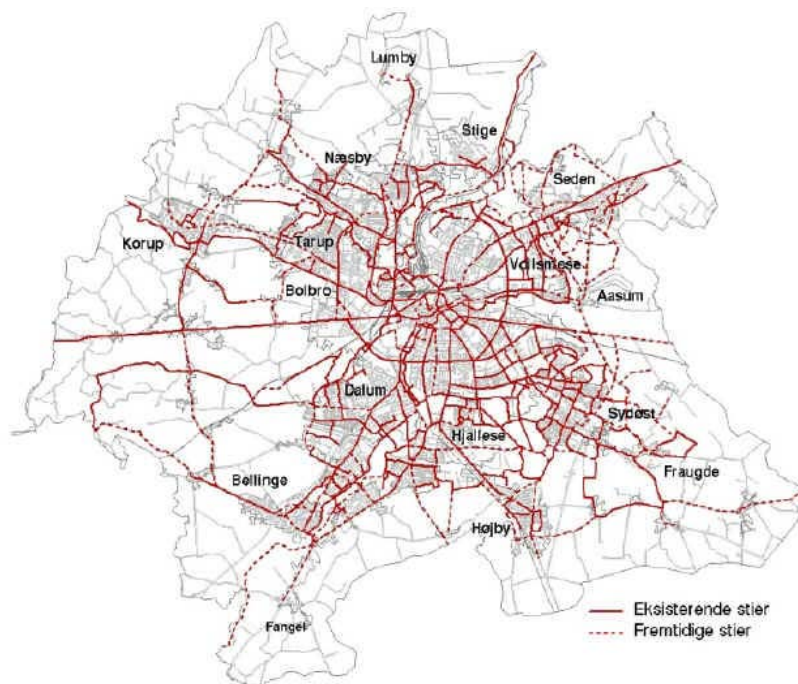 Lumby
Stige
Næsby
Seden
Korup
Tarup
Vollsmose
Bolbro
Aasum
Dalum
Sydøst
Hjallese
Bellinge
Fraugde
Højby
Eksisterende stier
Fangel
Fremtidige stier